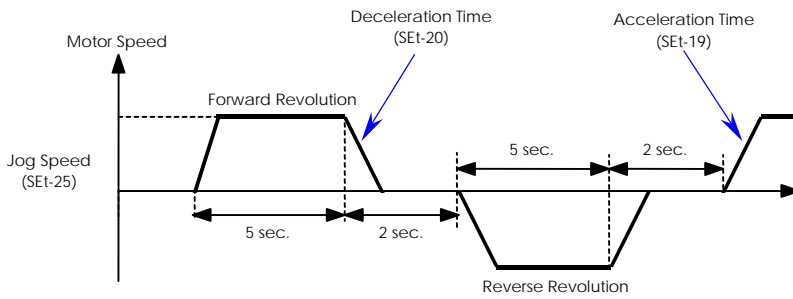 Deceleration Time
(SEt-20)
Acceleration Time
(SEt-19)
Motor Speed
Forward Revolution
Jog Speed
(SEt-25)
5 sec.
2 sec.
5 sec.
2 sec.
Reverse Revolution